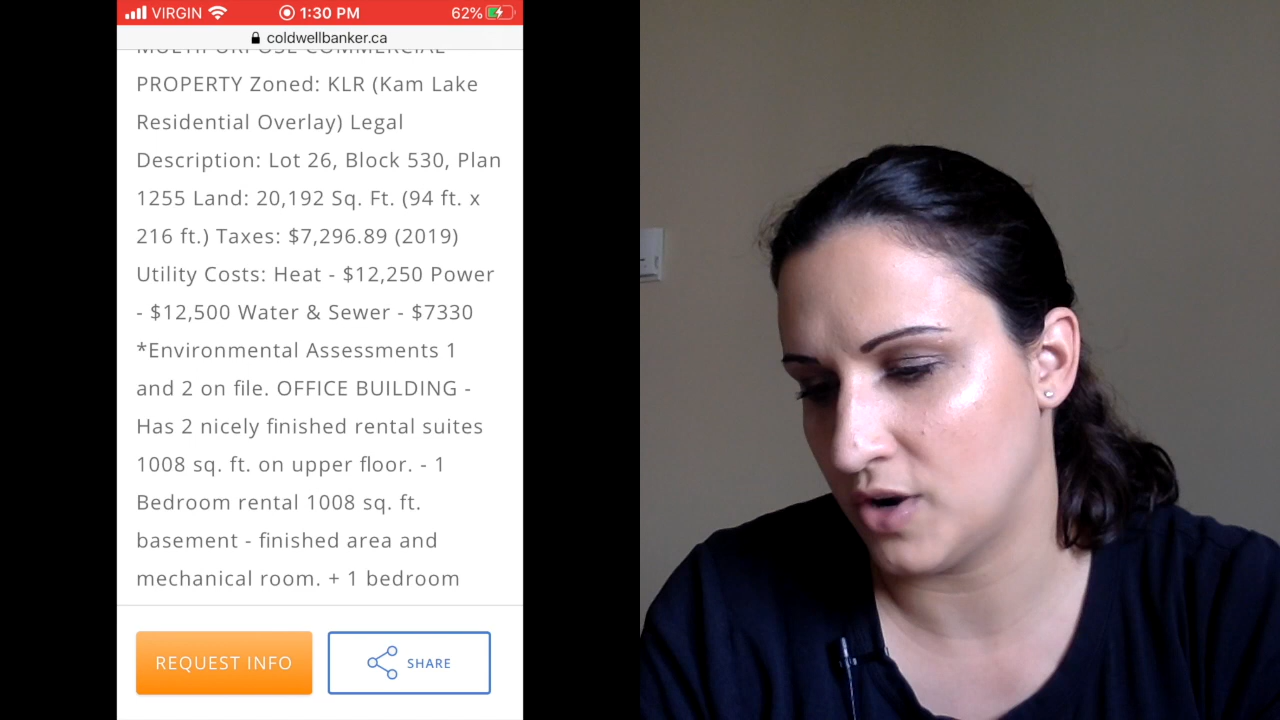 VIRGIN 1:30 PM 62%
coldwellbanker.ca
MULTIPURPOSE COMMERCIAL
PROPERTY Zoned: KLR (Kam Lake
Residential Overlay) Legal
Description: Lot 26, Block 530, Plan
1255 Land: 20,192 Sq. Ft. (94 ft. x
216 ft.) Taxes: $7,296.89 (2019)
Utility Costs: Heat - $12,250 Power
- $12,500 Water & Sewer - $7330
*Environmental Assessments 1
and 2 on file. OFFICE BUILDING -
Has 2 nicely finished rental suites
1008 sq. ft. on upper floor. - 1
Bedroom rental 1008 sq. ft.
basement - finished area and
mechanical room. + 1 bedroom
REQUEST INFO
SHARE